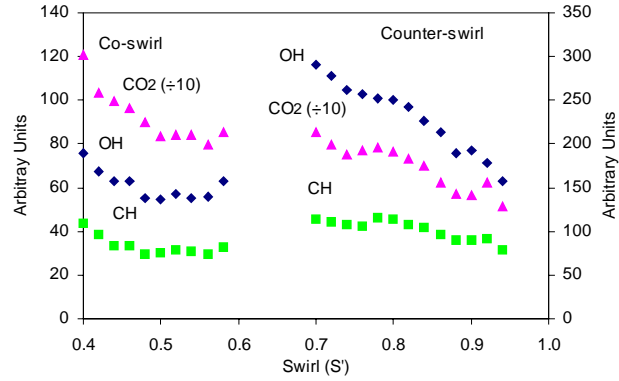 140
120
100
80
60
40
20
0
Arbitray Units
350
300
250
200
150
100
50
0
Arbitrary Units
Co-swirl
CO2 (÷10)
OH
CH
Counter-swirl
OH
CO2 (÷10)
CH
0.4 0.5 0.6 0.7 0.8 0.9 1.0
Swirl (S')